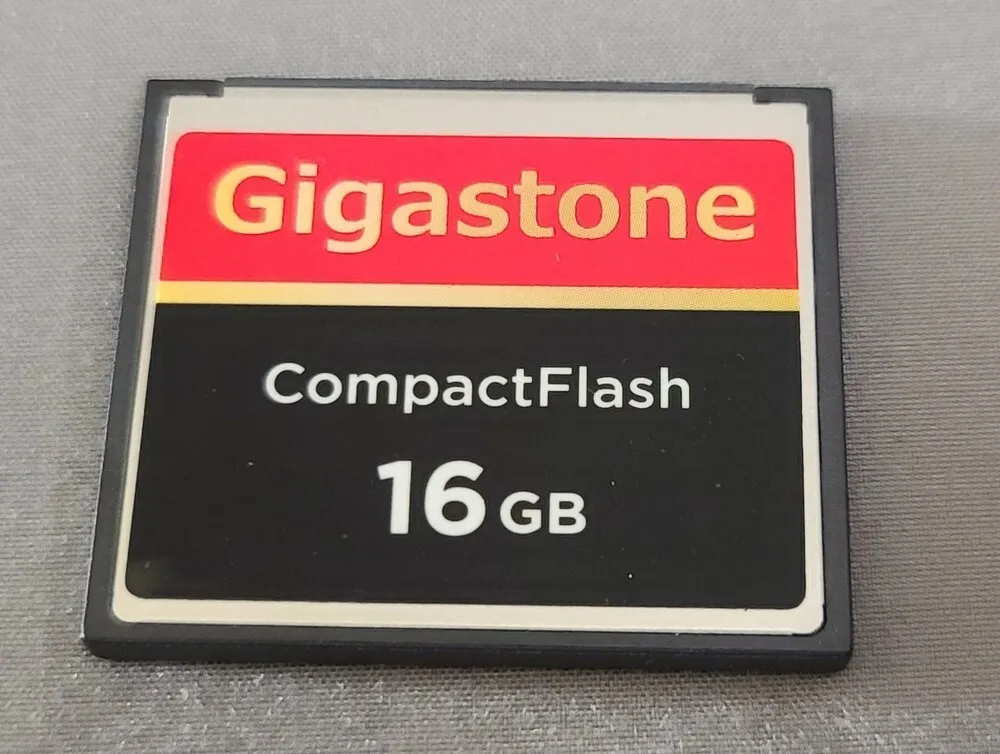 Gigastone
CompactFlash
16 GB